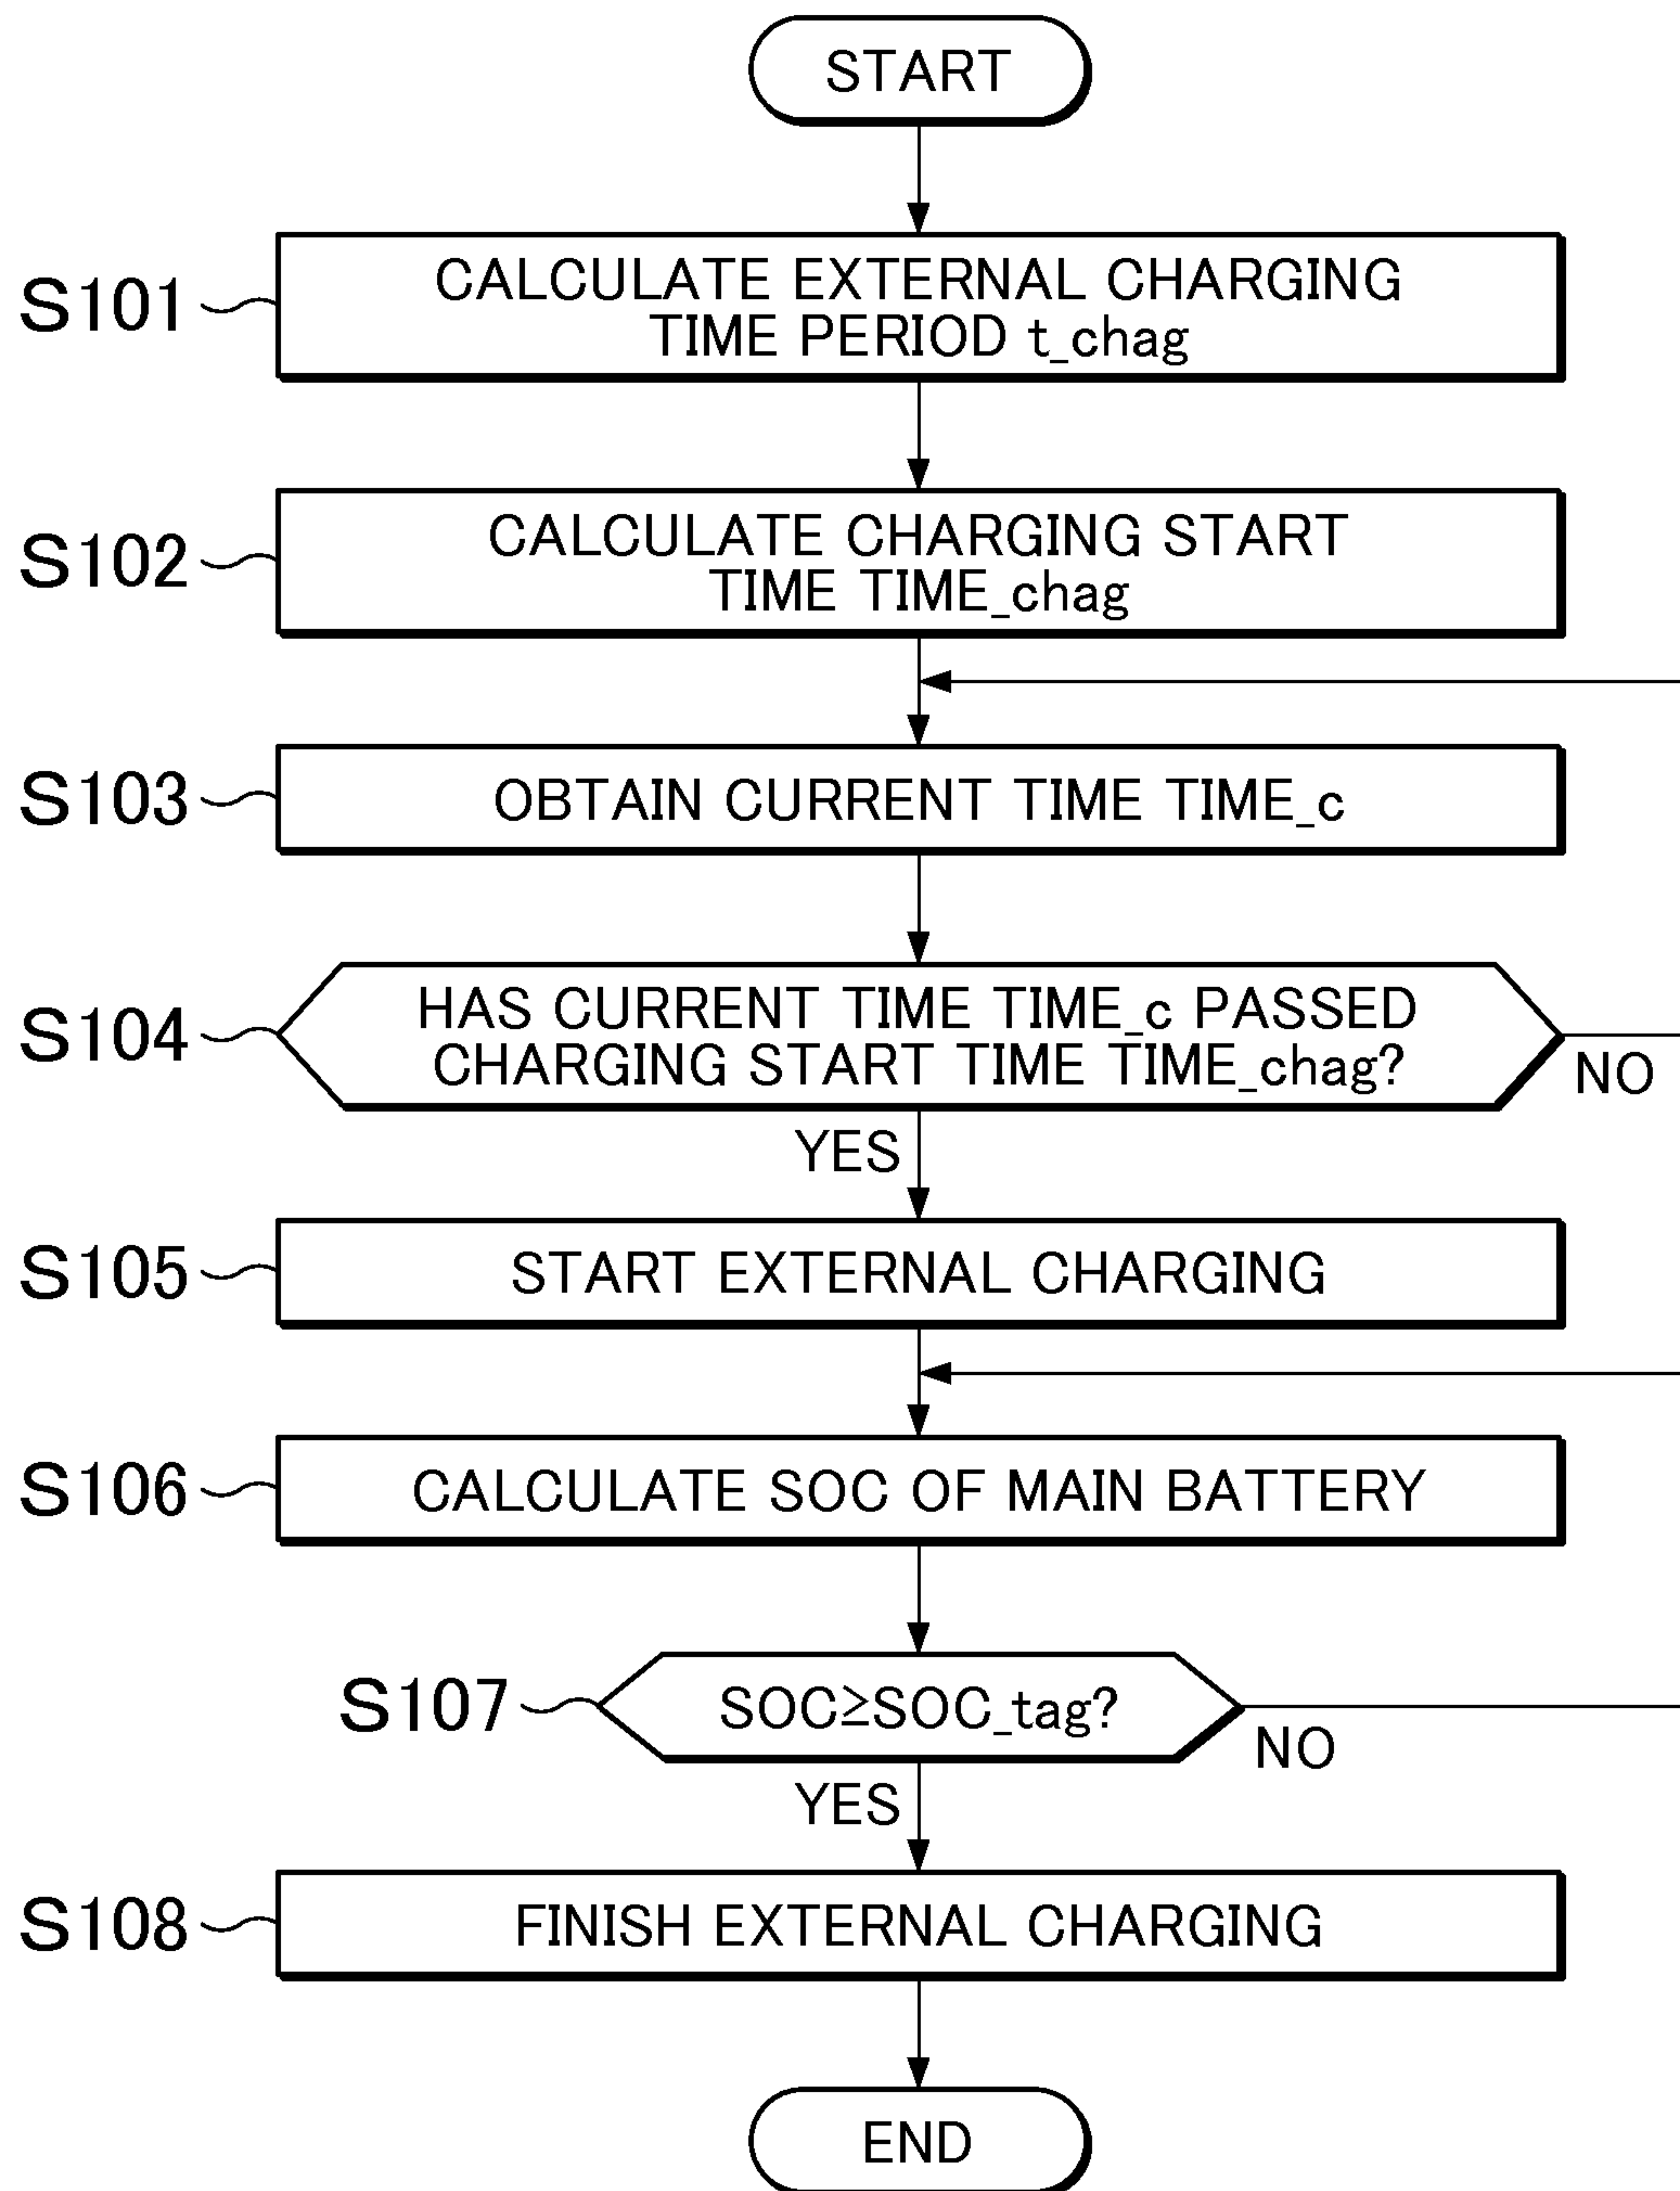 START
S101
CALCULATE EXTERNAL CHARGING
TIME PERIOD t_chag
S102
CALCULATE CHARGING START
TIME TIME_chag
S103
OBTAIN CURRENT TIME TIME_c
S104
HAS CURRENT TIME TIME_c PASSED
CHARGING START TIME TIME_chag?
NO
YES
S105
START EXTERNAL CHARGING
S106
CALCULATE SOC OF MAIN BATTERY
S107
SOC≥SOC_tag?
NO
YES
S108
FINISH EXTERNAL CHARGING
END